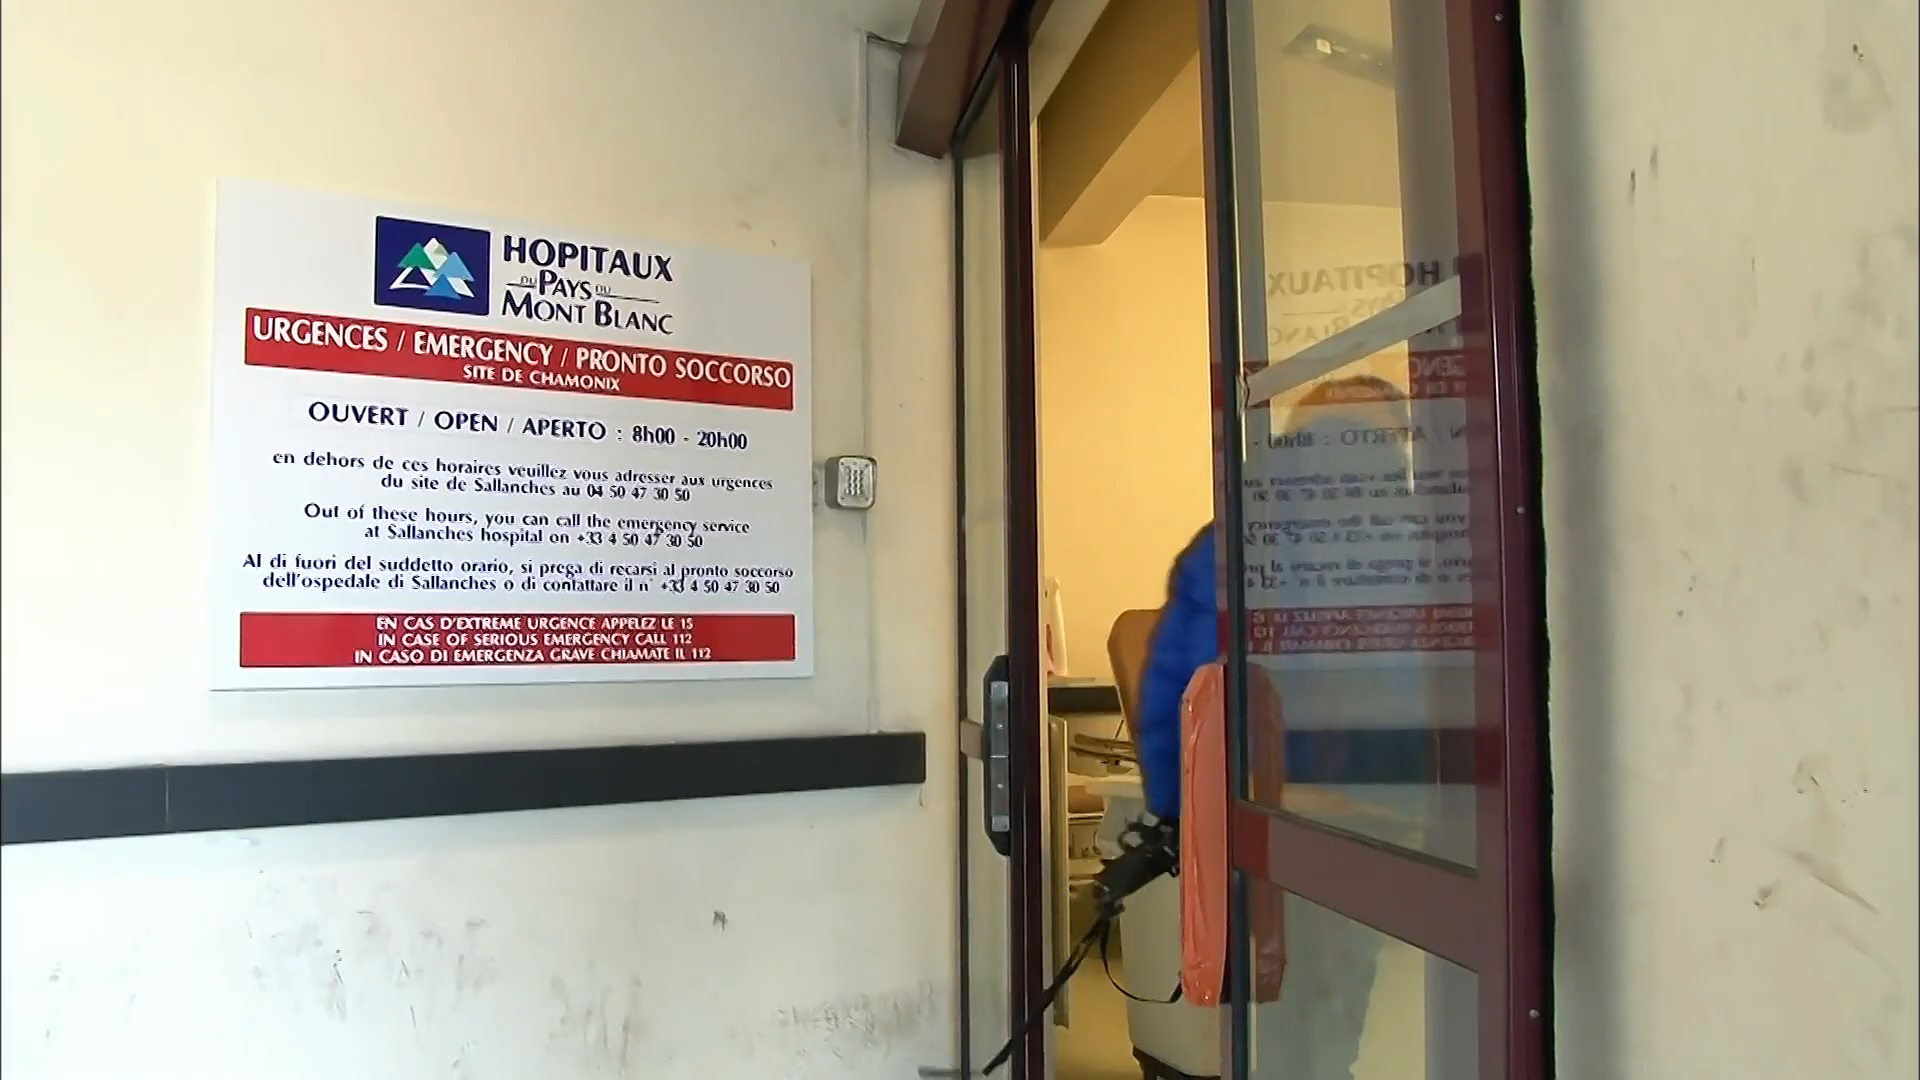 HOPITAUX
DU PAYS DU
MONT BLANC
URGENCES / EMERGENCY / PRONTO SOCCORSO
SITE DE CHAMONIX
OUVERT / OPEN / APERTO : 8h00 - 20h00
en dehors de ces horaires veuillez vous adresser aux urgences
du site de Sallanches au 04 50 47 30 50
Out of these hours, you can call the emergency service
at Sallanches hospital on +33 4 50 47 30 50
Al di fuori del suddetto orario, si prega di recarsi al pronto soccorso
dell'ospedale di Sallanches o di contattare il n° +33 4 50 47 30 50
EN CAS D'EXTREME URGENCE APPELEZ LE 15
IN CASE OF SERIOUS EMERGENCY CALL 112
IN CASO DI EMERGENZA GRAVE CHIAMATE IL 112